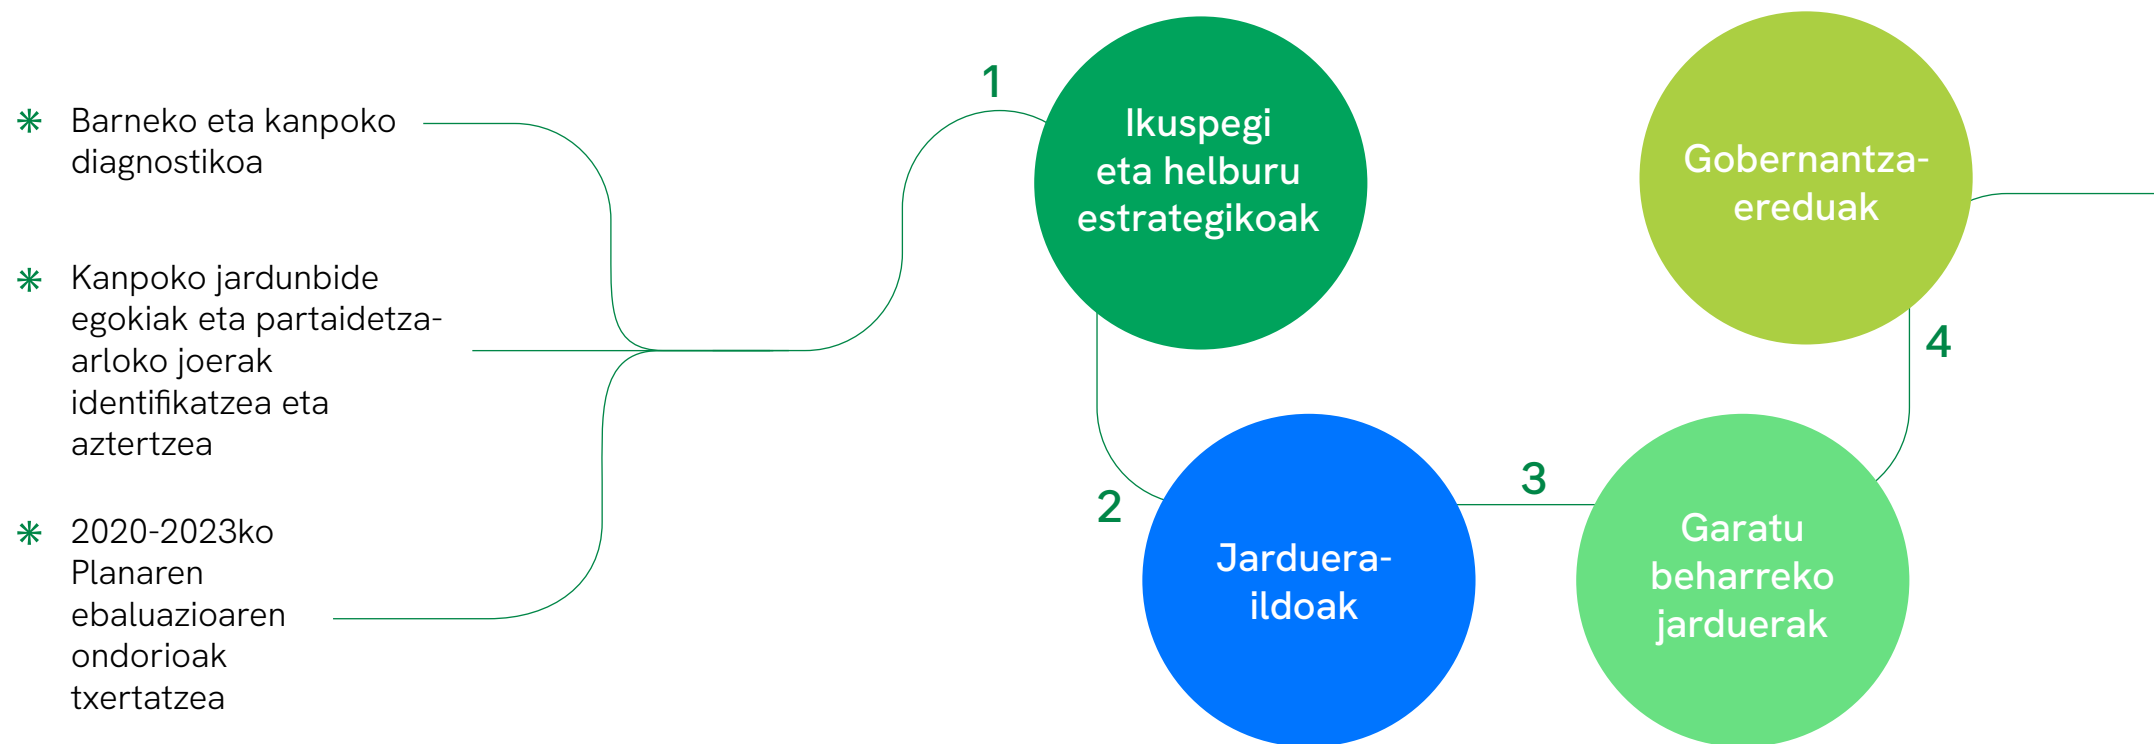 Barneko eta kanpoko
diagnostikoa
Kanpoko jardunbide
egokiak eta partaidetza-
arloko joerak
identifikatzea eta
aztertzea
2020-2023ko
Planaren
ebaluazioaren
ondorioak
txertatzea
1
Ikuspegi
eta helburu
estrategikoak
2
Jarduera-
ildoak
3
Garatu
beharreko
jarduerak
4
Gobernantza-
ereduak